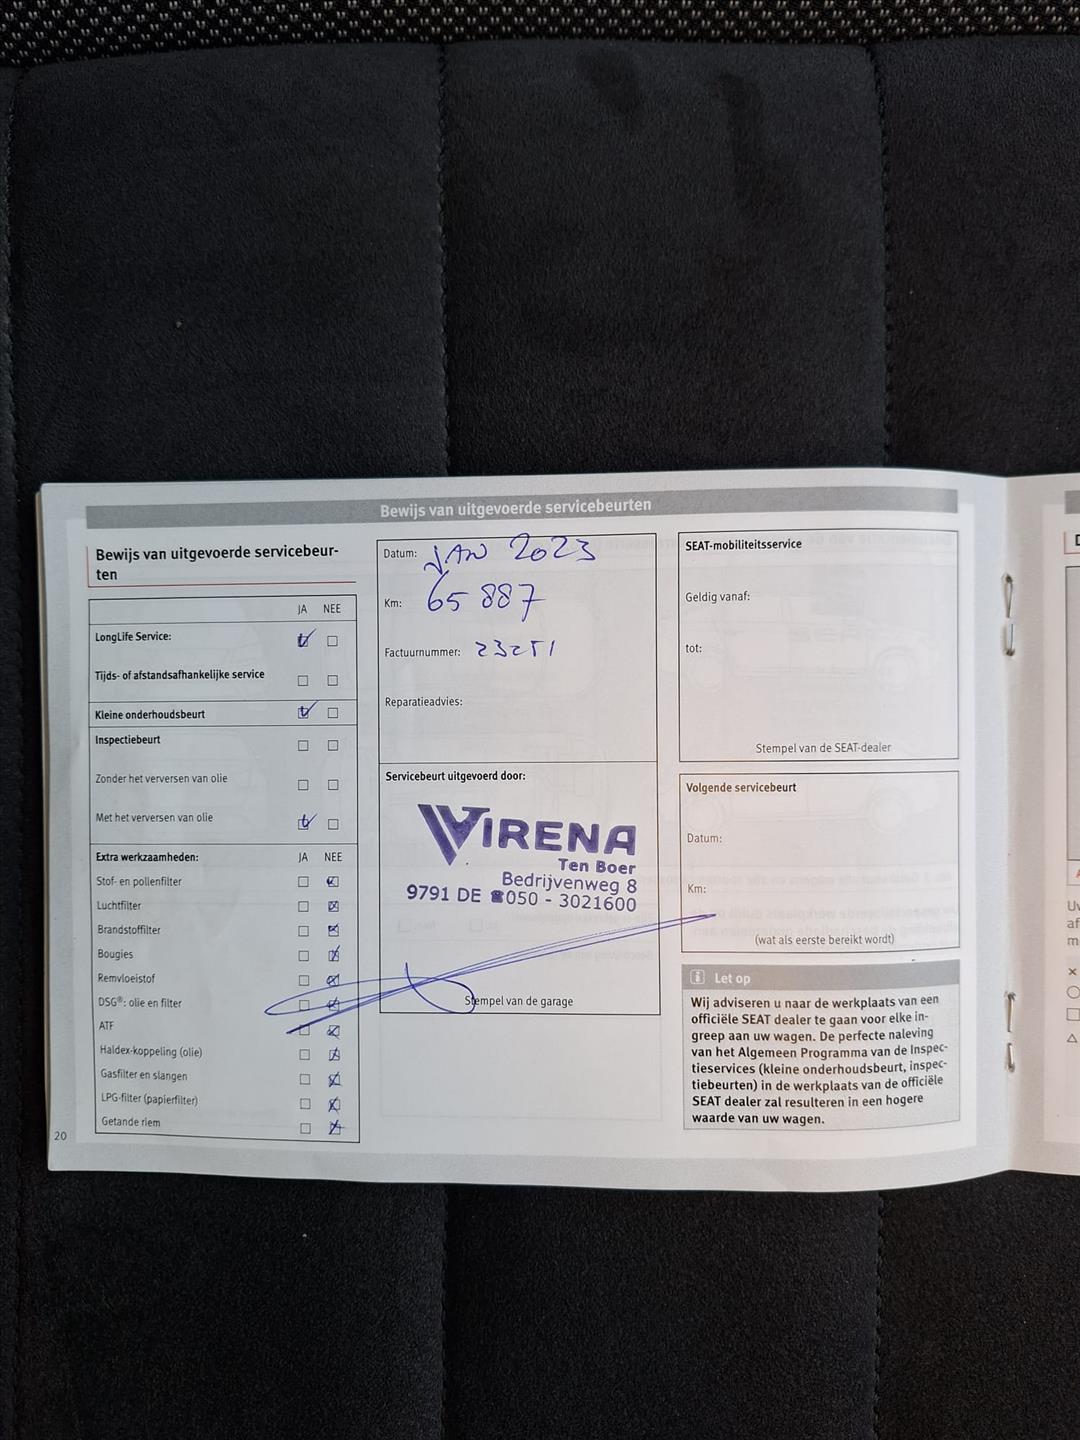 Bewijs van uitgevoerde servicebeurten
Bewijs van uitgevoerde servicebeur-
ten
JA NEE
LongLife Service:
Tijds- of afstandsafhankelijke service
Kleine onderhoudsbeurt
Inspectiebeurt
Zonder het verversen van olie
Met het verversen van olie
Extra werkzaamheden: JA NEE
Stof- en pollenfilter
Luchtfilter
Brandstoffilter
Bougies
Remvloeistof
DSG®: olie en filter
ATF
Haldex-koppeling (olie)
Gasfilter en slangen
LPG-filter (papierfilter)
Getande riem
20
Datum: JAN 2023
Km: 65 887
Factuurnummer:
Reparatieadvies:
Servicebeurt uitgevoerd door:
VIRENA
Ten Boer
Bedrijvenweg 8
9791 DE ☎050 - 3021600
Stempel van de garage
SEAT-mobiliteitsservice
Geldig vanaf:
tot:
Stempel van de SEAT-dealer
Volgende servicebeurt
Datum:
Km:
(wat als eerste bereikt wordt)
Let op
Wij adviseren u naar de werkplaats van een
officiële SEAT dealer te gaan voor elke in-
greep aan uw wagen. De perfecte naleving
van het Algemeen Programma van de Inspec-
tieservices (kleine onderhoudsbeurt, inspec-
tiebeurten) in de werkplaats van de officiële
SEAT dealer zal resulteren in een hogere
waarde van uw wagen.